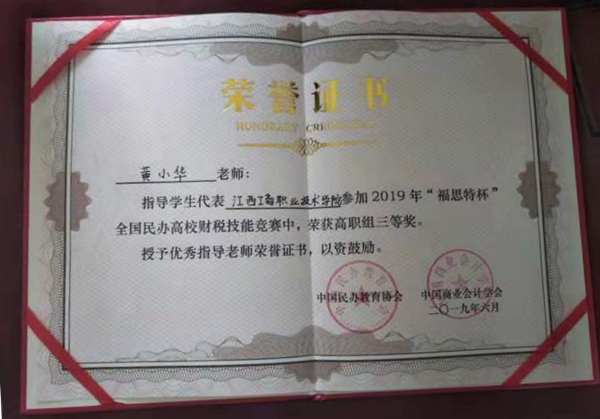 荣誉证书
HONORARY CREDENTIAL
黄小华 老师:
指导学生代表 江西工商职业技术学院参加 2019 年 “福思特杯”
全国民办高校财税技能竞赛中，荣获高职组三等奖。
授予优秀指导老师荣誉证书，以资鼓励。
中国民办教育协会 中国商业会计学会
二〇一九年六月